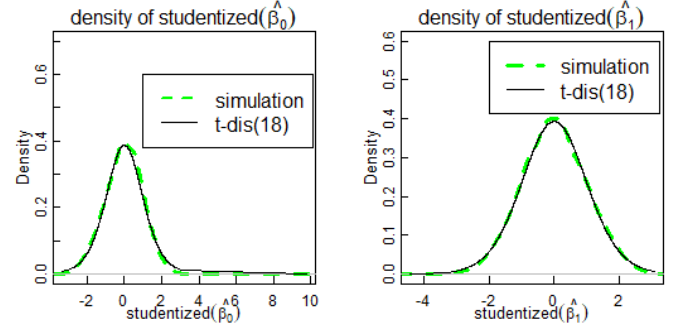 density of studentized(β̂₀)
Density
0.0 0.2 0.4 0.6
simulation
t-dis(18)
-2 0 2 4 6 8 10
studentized(β̂₀)
density of studentized(β̂₁)
Density
0.0 0.1 0.2 0.3 0.4 0.5 0.6
simulation
t-dis(18)
-4 -2 0 2
studentized(β̂₁)